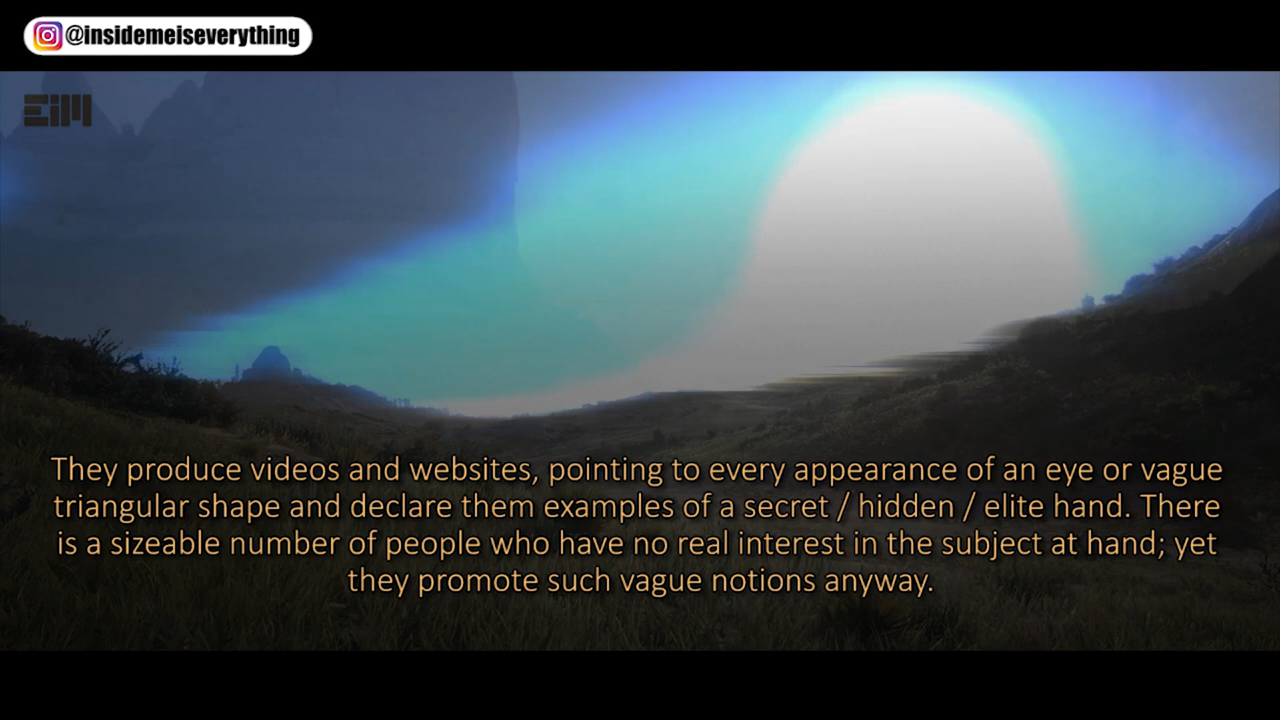 @insidemeiseverything
EiM
They produce videos and websites, pointing to every appearance of an eye or vague
triangular shape and declare them examples of a secret / hidden / elite hand. There
is a sizeable number of people who have no real interest in the subject at hand; yet
they promote such vague notions anyway.